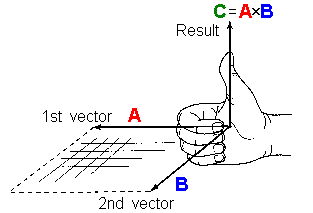 C=A×B
Result
1st vector A
B
2nd vector